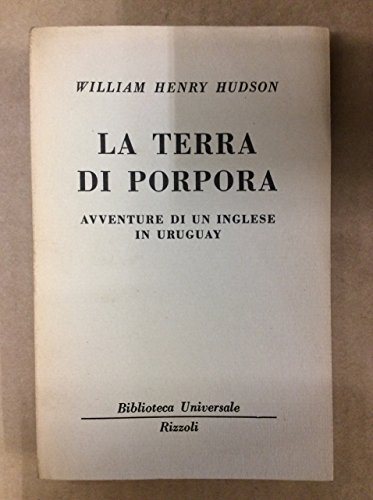 WILLIAM HENRY HUDSON
LA TERRA
DI PORPORA
AVVENTURE DI UN INGLESE
IN URUGUAY
Biblioteca Universale
Rizzoli